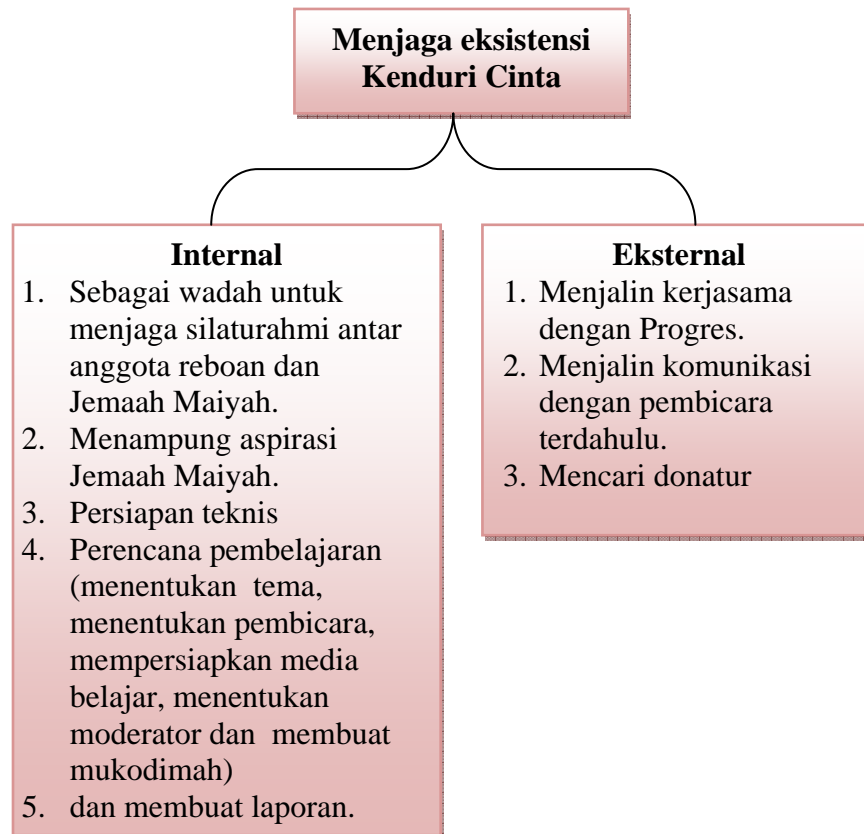 Menjaga eksistensi
Kenduri Cinta
Internal
1. Sebagai wadah untuk
menjaga silaturahmi antar
anggota reboan dan
Jemaah Maiyah.
2. Menampung aspirasi
Jemaah Maiyah.
3. Persiapan teknis
4. Perencana pembelajaran
(menentukan tema,
menentukan pembicara,
mempersiapkan media
belajar, menentukan
moderator dan membuat
mukodimah)
5. dan membuat laporan.
Eksternal
1. Menjalin kerjasama
dengan Progres.
2. Menjalin komunikasi
dengan pembicara
terdahulu.
3. Mencari donatur